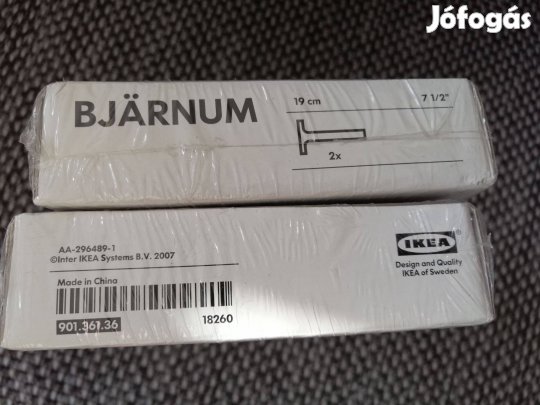 Jófogás
BJÄRNUM
19 cm 7 1/2"
2x
AA-296489-1
©Inter IKEA Systems B.V. 2007
Made in China
901.361.36 18260
IKEA®
Design and Quality
IKEA of Sweden